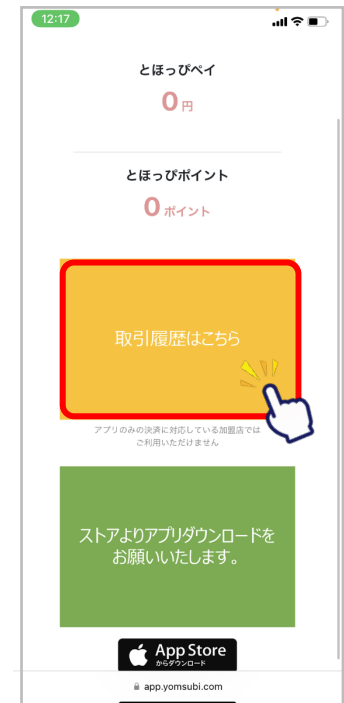 12:17
とほっぴペイ
0円
とほっぴポイント
0ポイント
取引履歴はこちら
アプリのみの決済に対応している加盟店では
ご利用いただけません
ストアよりアプリダウンロードを
お願いいたします。
App Store
からダウンロード
app.yomsubi.com